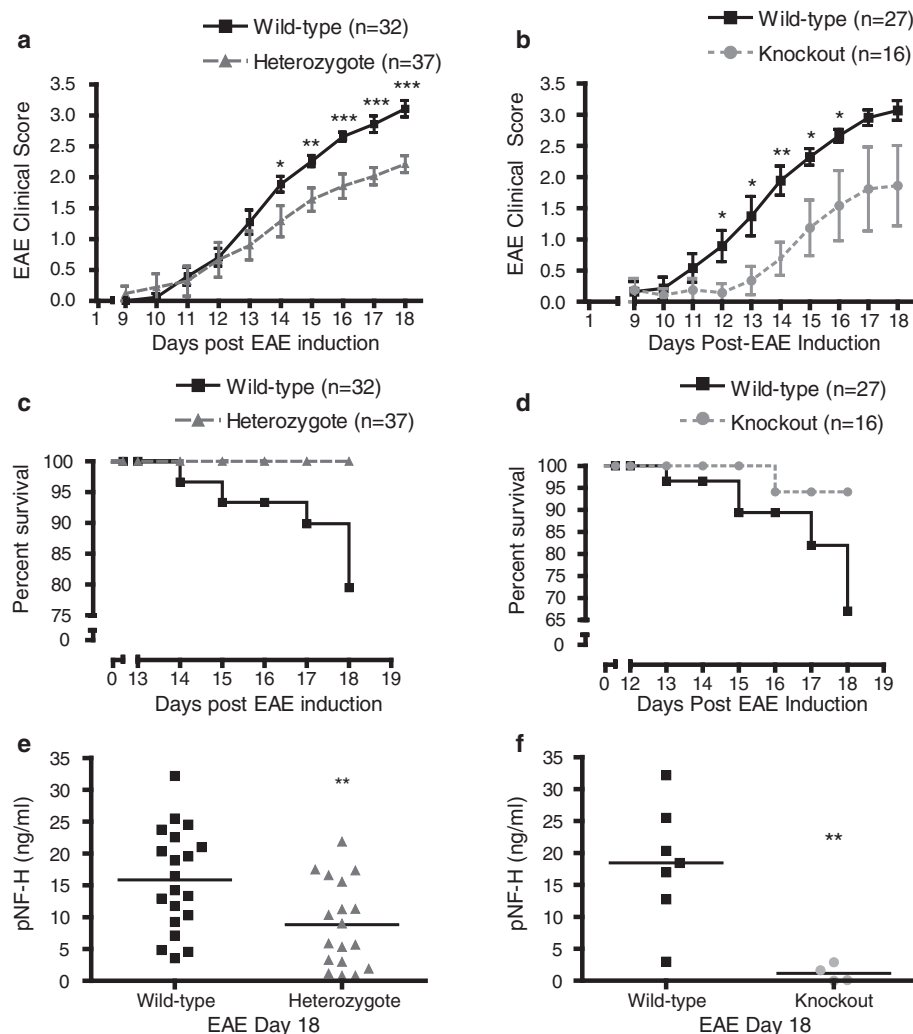 a
Wild-type (n=32)
Heterozygote (n=37)
EAE Clinical Score
3.5
3.0
2.5
2.0
1.5
1.0
0.5
0.0
* ** *** *** ***
1 9 10 11 12 13 14 15 16 17 18
Days post EAE induction
b
Wild-type (n=27)
Knockout (n=16)
EAE Clinical Score
3.5
3.0
2.5
2.0
1.5
1.0
0.5
0.0
* * ** * *
1 9 10 11 12 13 14 15 16 17 18
Days Post-EAE Induction
c
Wild-type (n=32)
Heterozygote (n=37)
Percent survival
100
95
90
85
80
75
0
0 13 14 15 16 17 18 19
Days post EAE induction
d
Wild-type (n=27)
Knockout (n=16)
Percent survival
100
95
90
85
80
75
70
65
0
0 12 13 14 15 16 17 18 19
Days Post EAE Induction
e
pNF-H (ng/ml)
35
30
25
20
15
10
5
0
**
Wild-type Heterozygote
EAE Day 18
f
pNF-H (ng/ml)
35
30
25
20
15
10
5
0
**
Wild-type Knockout
EAE Day 18